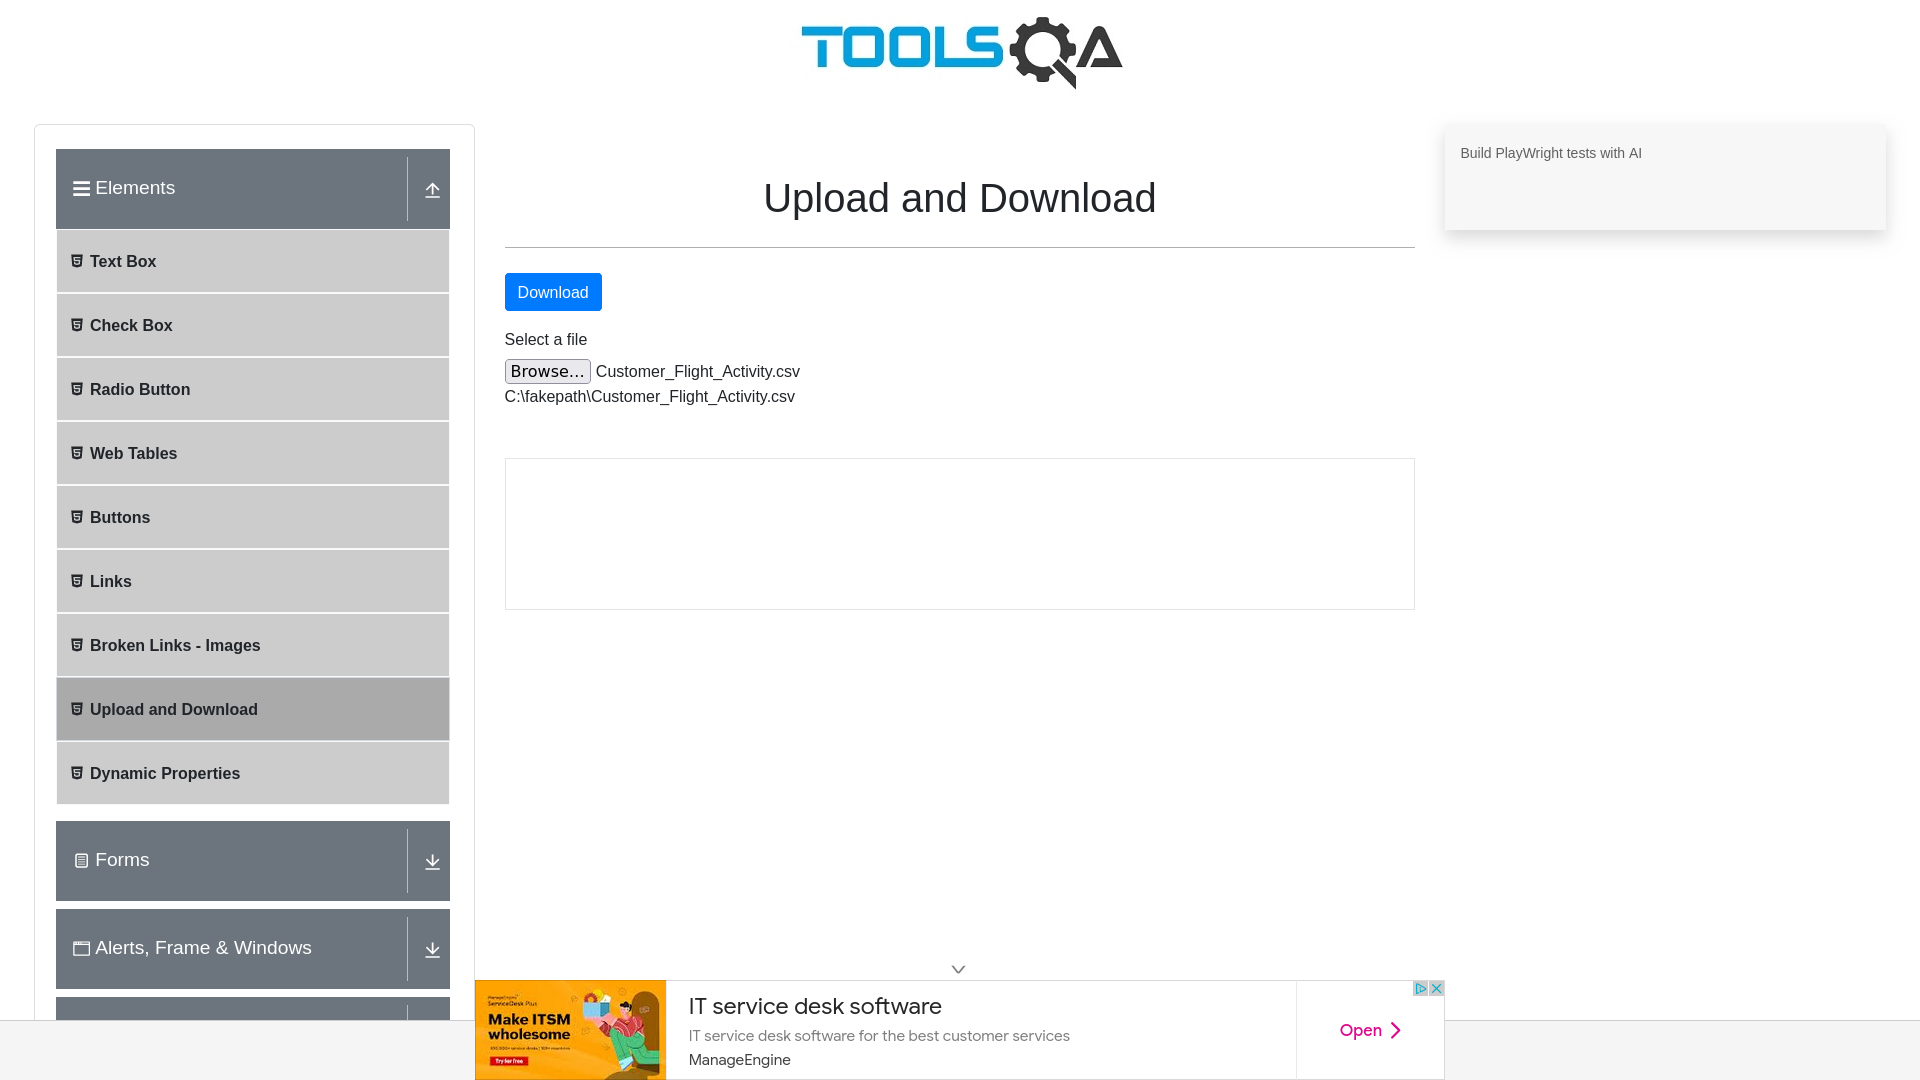 TOOLSQA
Elements
Text Box
Check Box
Radio Button
Web Tables
Buttons
Links
Broken Links - Images
Upload and Download
Dynamic Properties
Forms
Alerts, Frame & Windows
Upload and Download
Download
Select a file
Browse... Customer_Flight_Activity.csv
C:\fakepath\Customer_Flight_Activity.csv
Build PlayWright tests with AI
ManageEngine
ServiceDesk Plus
Make ITSM
wholesome
Try for free
IT service desk software
IT service desk software for the best customer services
ManageEngine
Open